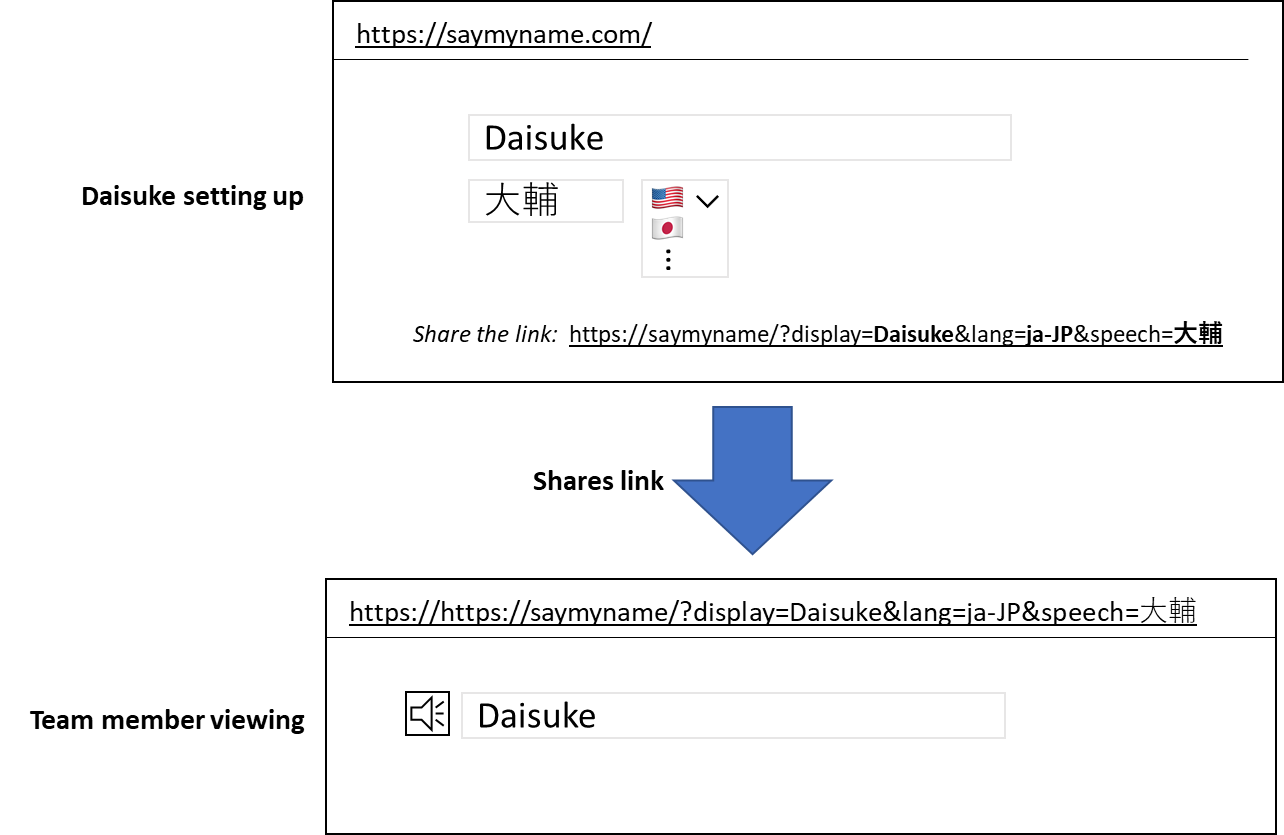 https://saymyname.com/
Daisuke
Daisuke setting up
大輔
Share the link: https://saymyname/?display=Daisuke&lang=ja-JP&speech=大輔
Shares link
https://https://saymyname/?display=Daisuke&lang=ja-JP&speech=大輔
Team member viewing
Daisuke